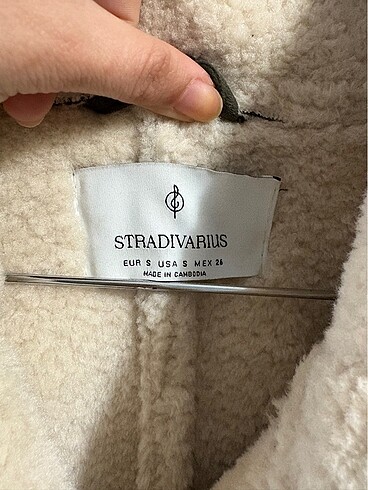 STRADIVARIUS
EUR S USA S MEX 26
MADE IN CAMBODIA